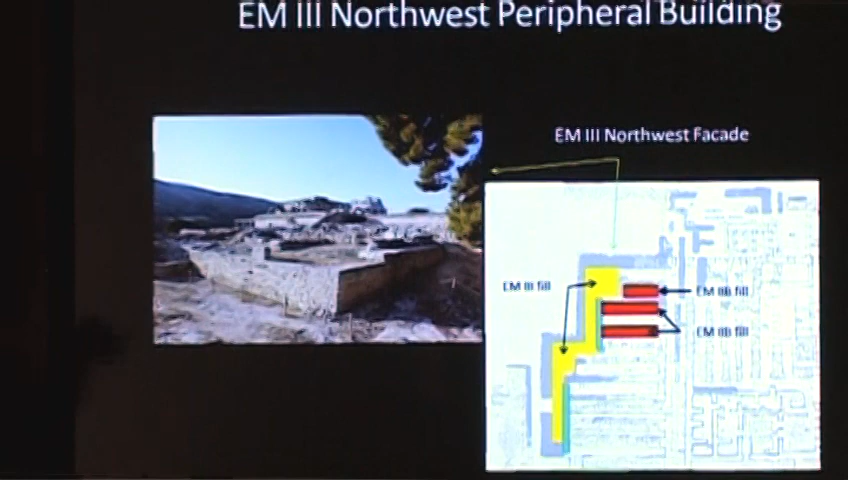 EM III Northwest Peripheral Building
EM III Northwest Facade
EM III fill
EM IIB fill
EM IIB fill